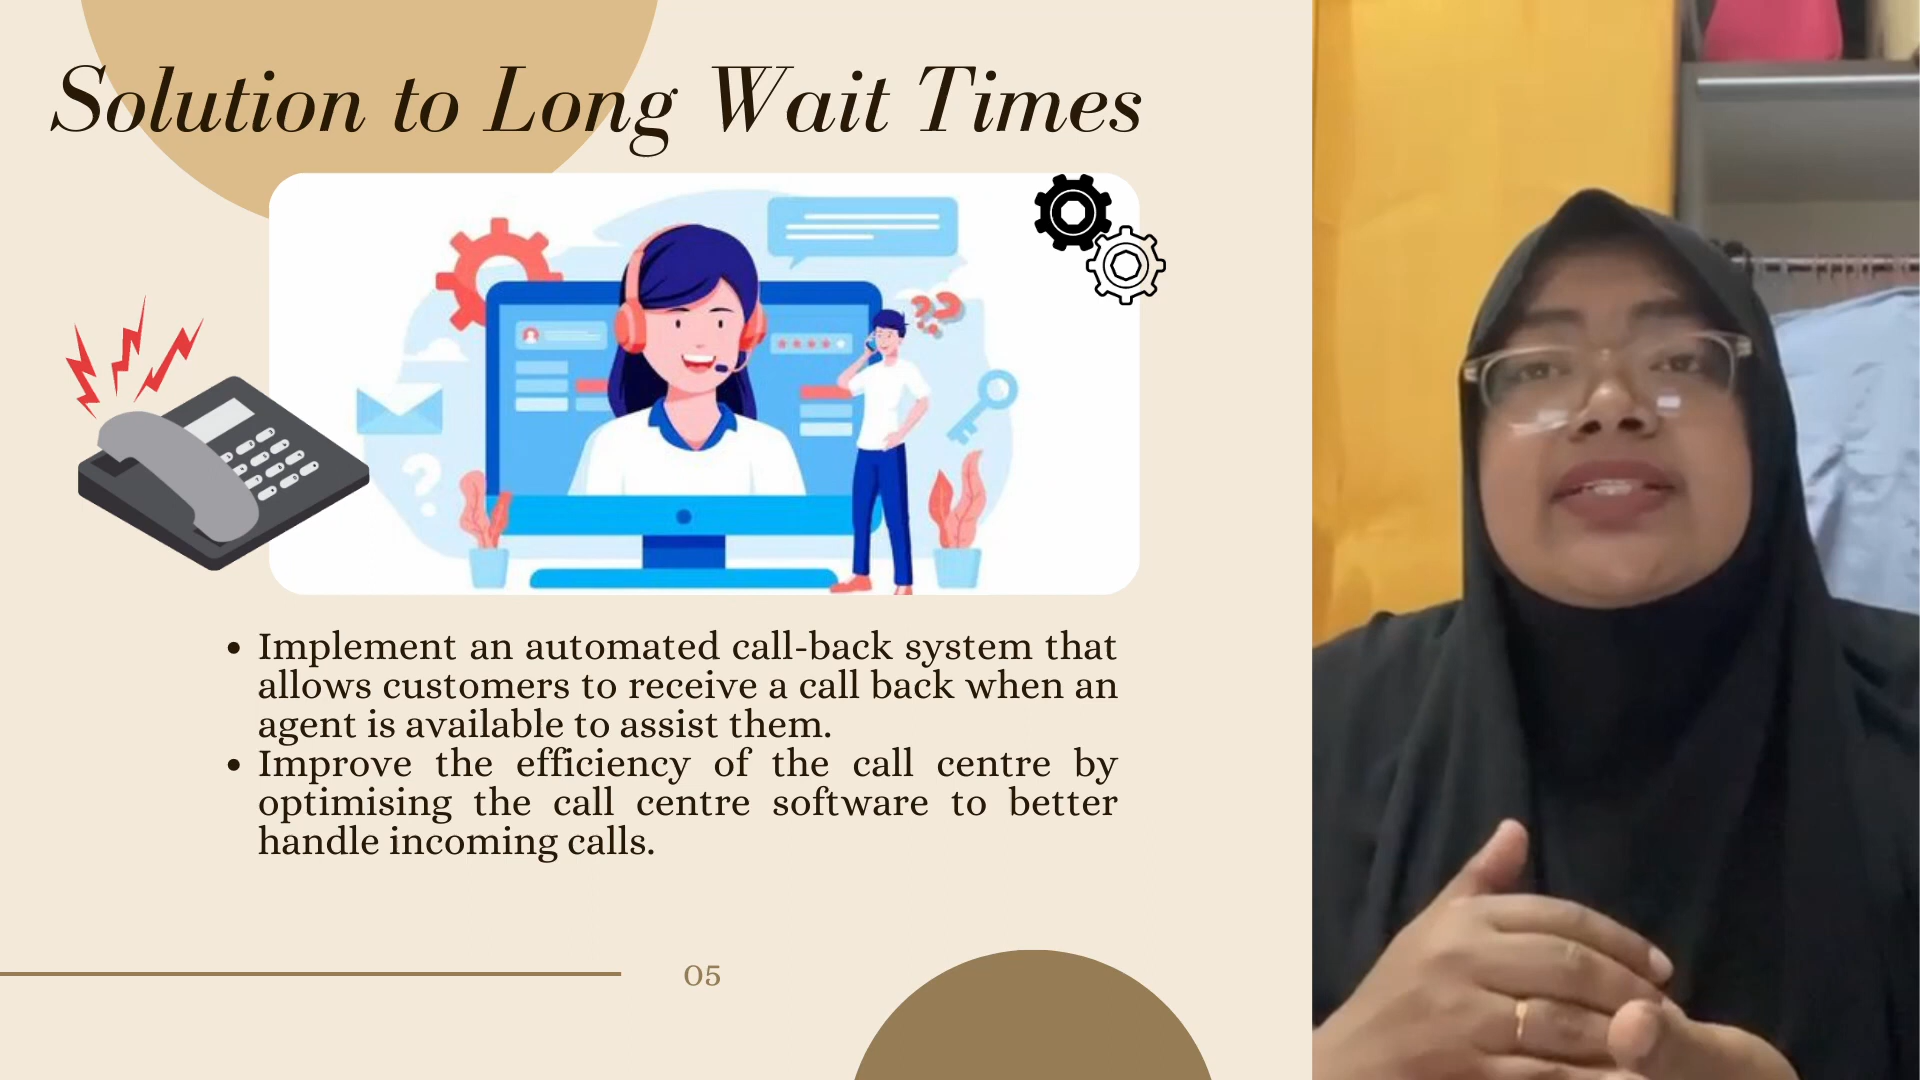 Solution to Long Wait Times
• Implement an automated call-back system that
allows customers to receive a call back when an
agent is available to assist them.
• Improve the efficiency of the call centre by
optimising the call centre software to better
handle incoming calls.
05